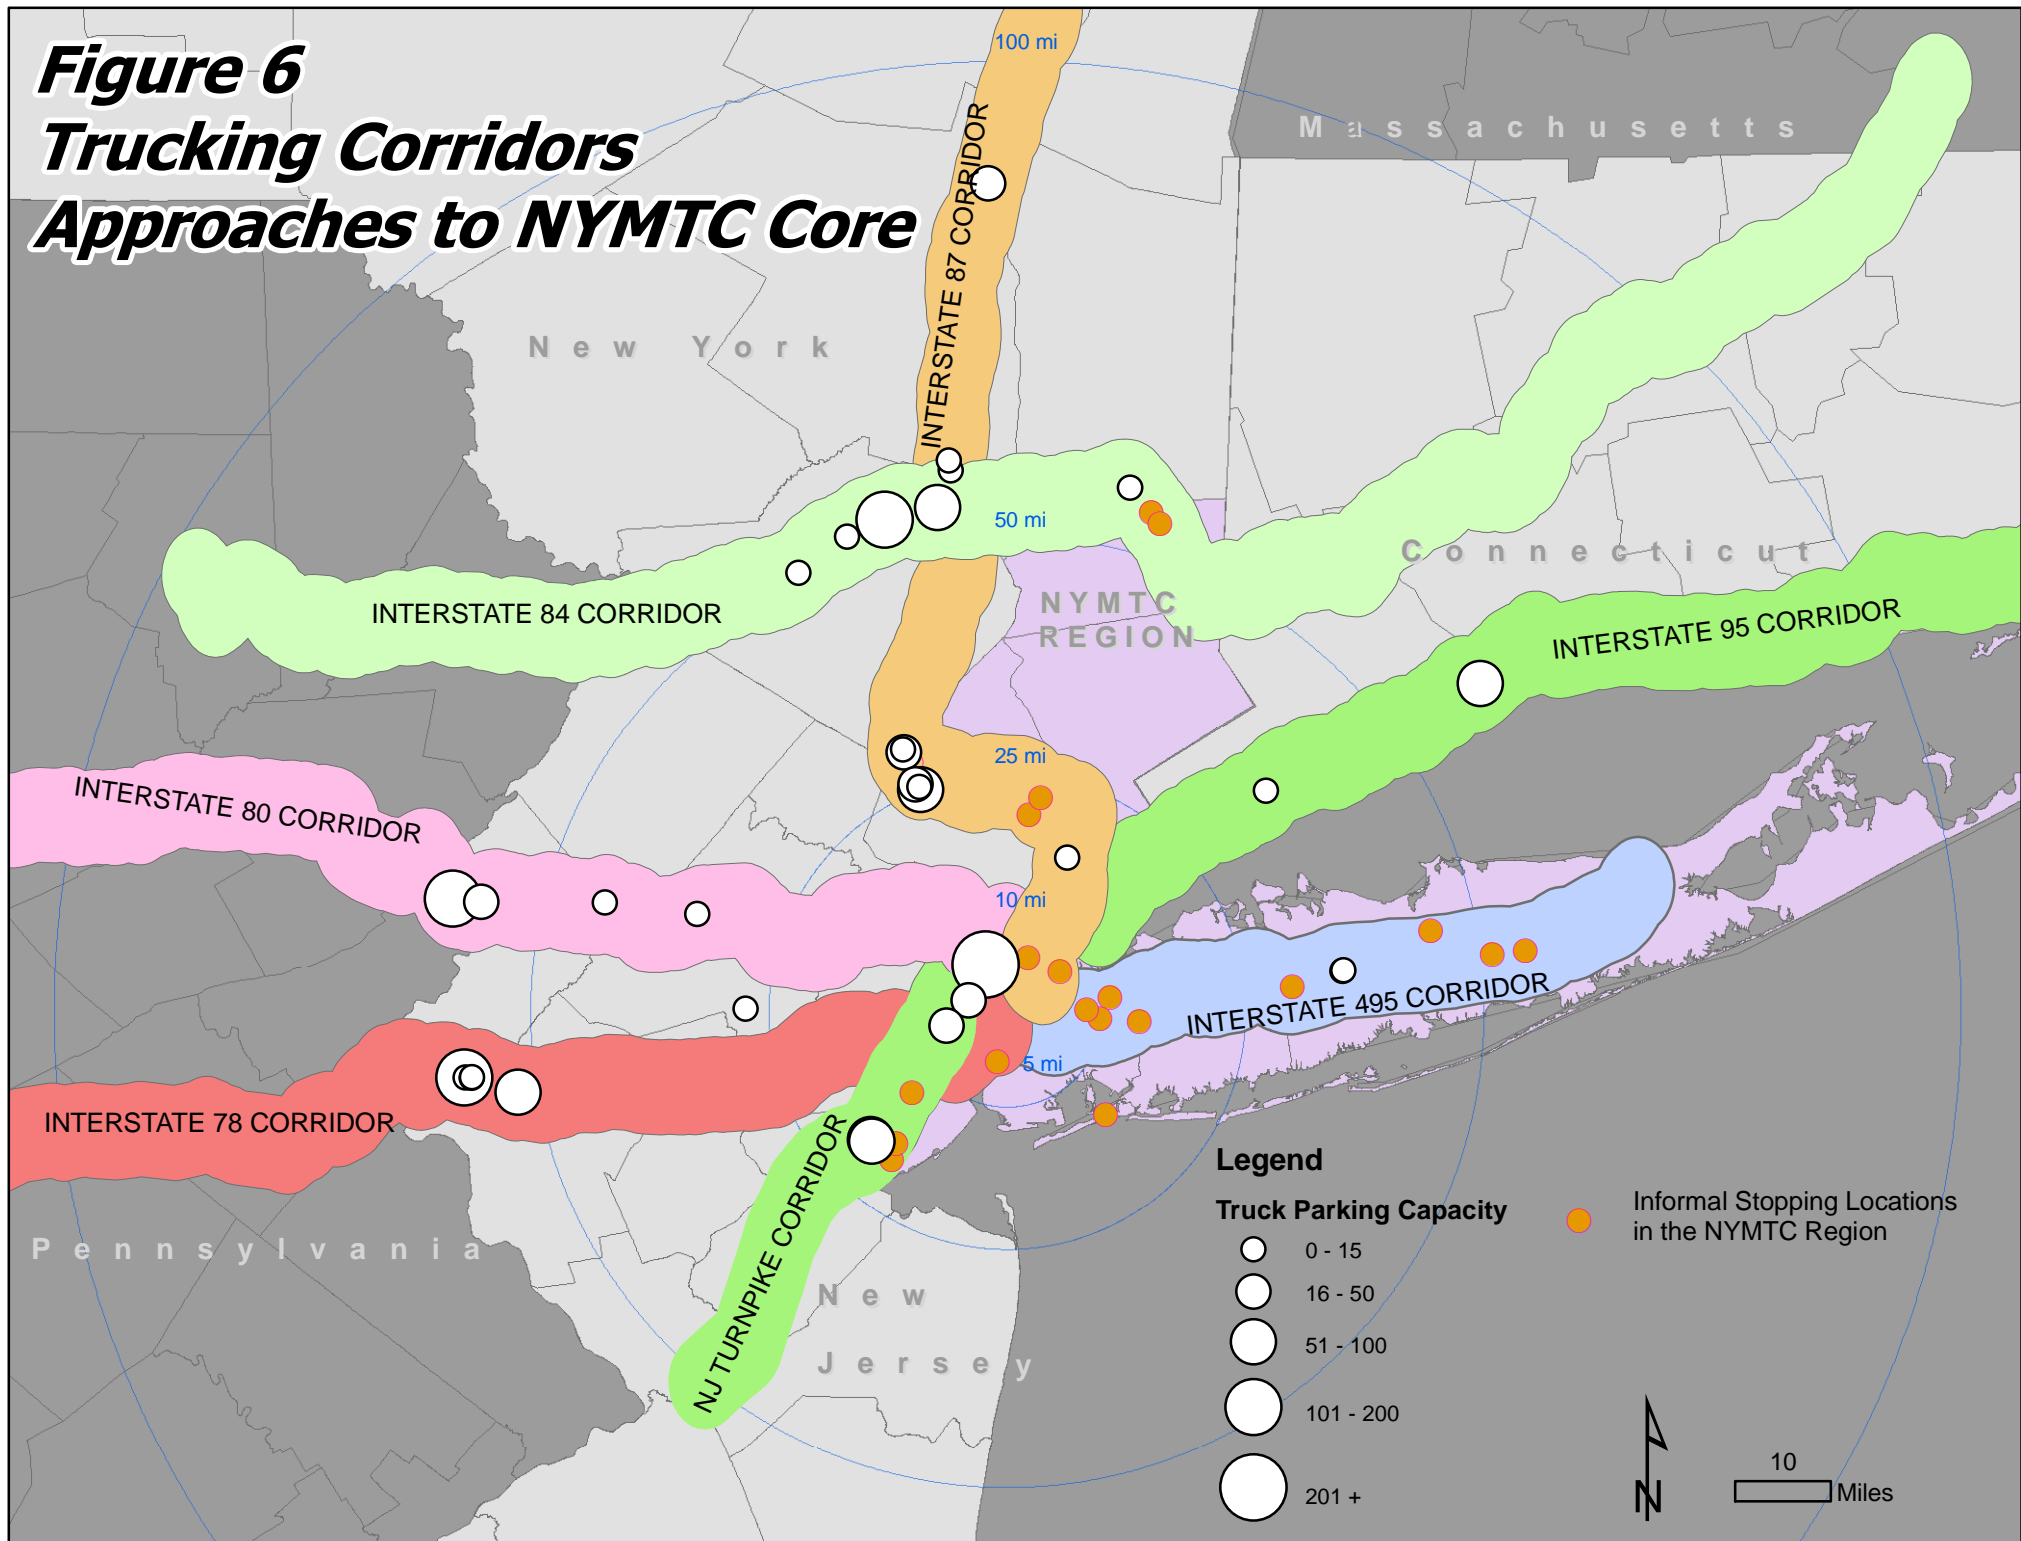 Figure 6
Trucking Corridors
Approaches to NYMTC Core
100 mi
Massachusetts
INTERSTATE 87 CORRIDOR
New York
50 mi
Connecticut
INTERSTATE 84 CORRIDOR
NYMTC
REGION
INTERSTATE 95 CORRIDOR
25 mi
INTERSTATE 80 CORRIDOR
10 mi
INTERSTATE 495 CORRIDOR
5 mi
INTERSTATE 78 CORRIDOR
NJ TURNPIKE CORRIDOR
Pennsylvania
New
Jersey
Legend
Truck Parking Capacity
0 - 15
16 - 50
51 - 100
101 - 200
201 +
Informal Stopping Locations
in the NYMTC Region
N
10
Miles